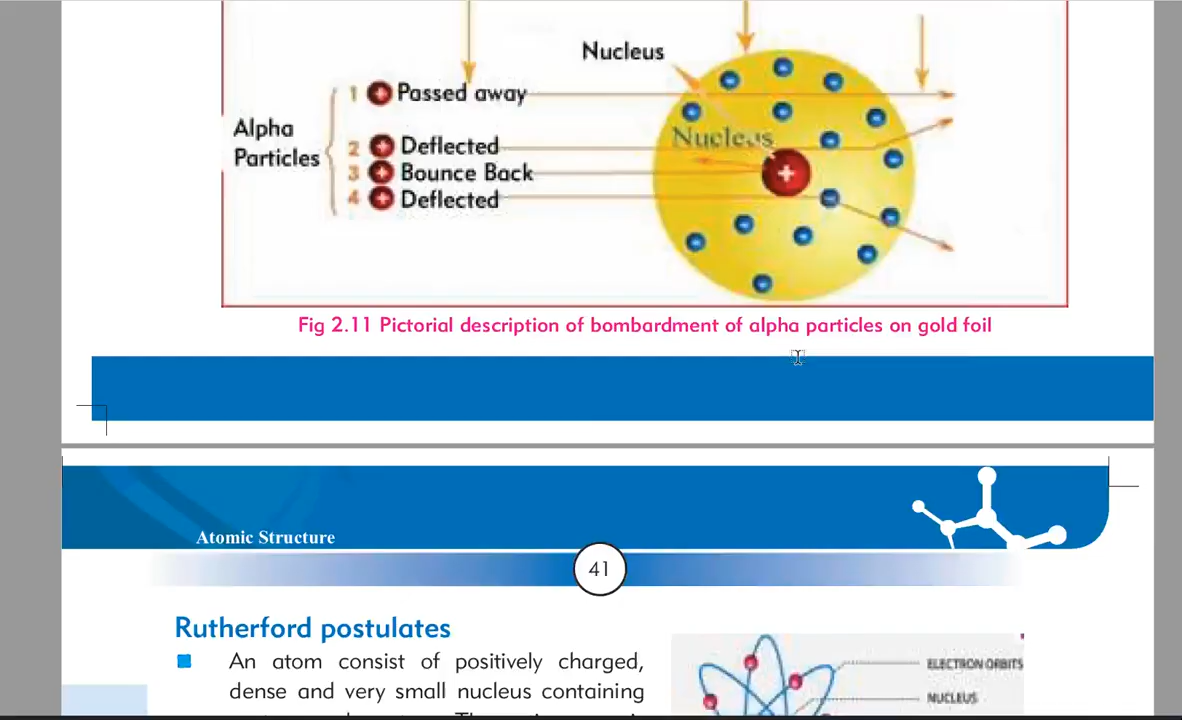 Nucleus
1 + Passed away
Alpha
Particles
2 + Deflected
3 + Bounce Back
4 + Deflected
Nucleus
+
Fig 2.11 Pictorial description of bombardment of alpha particles on gold foil
Atomic Structure
41
Rutherford postulates
An atom consist of positively charged,
dense and very small nucleus containing
ELECTRON ORBITS
NUCLEUS